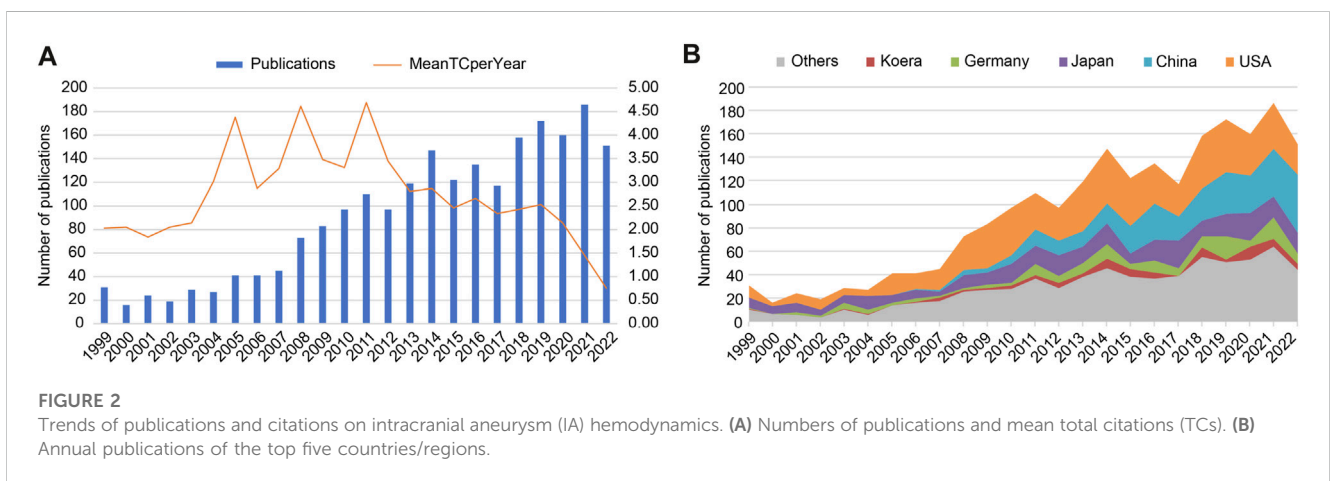 A
Publications MeanTCperYear
Number of publications
200 5.00
180 4.50
160 4.00
140 3.50
120 3.00
100 2.50
80 2.00
60 1.50
40 1.00
20 0.50
0 0.00
1999 2000 2001 2002 2003 2004 2005 2006 2007 2008 2009 2010 2011 2012 2013 2014 2015 2016 2017 2018 2019 2020 2021 2022
B
Others Koera Germany Japan China USA
Number of publications
200
180
160
140
120
100
80
60
40
20
0
1999 2000 2001 2002 2003 2004 2005 2006 2007 2008 2009 2010 2011 2012 2013 2014 2015 2016 2017 2018 2019 2020 2021 2022
FIGURE 2
Trends of publications and citations on intracranial aneurysm (IA) hemodynamics. (A) Numbers of publications and mean total citations (TCs). (B)
Annual publications of the top five countries/regions.